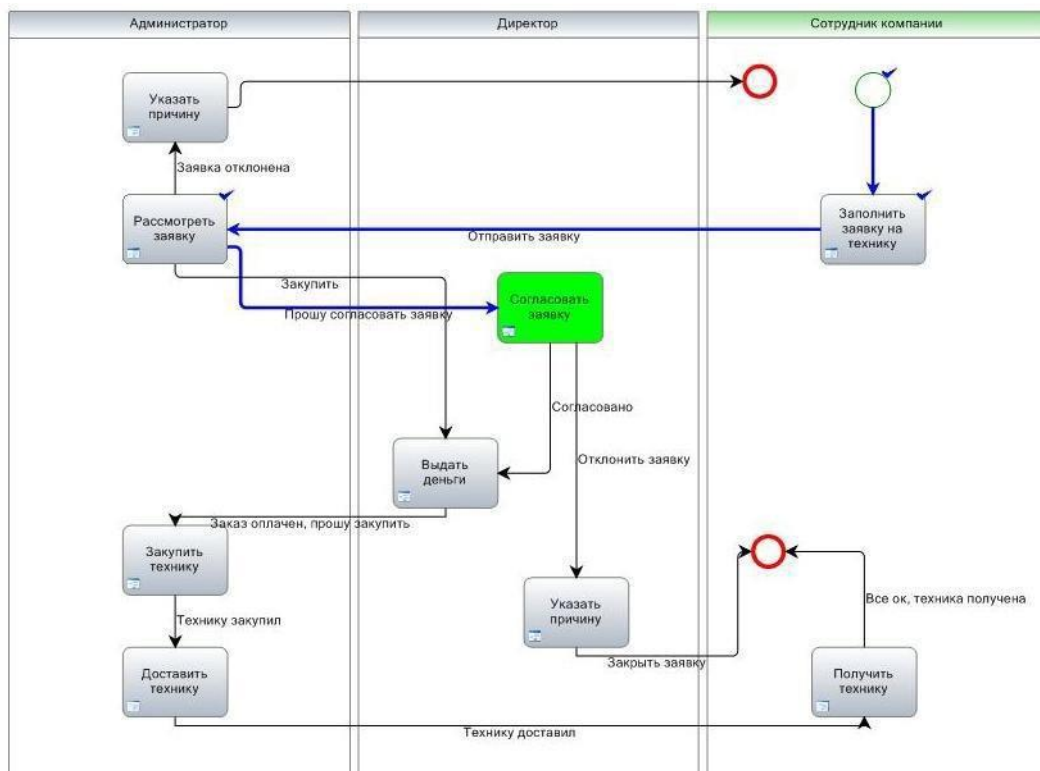 Администратор
Директор
Сотрудник компании
Указать
причину
Заявка отклонена
Рассмотреть
заявку
Отправить заявку
Заполнить
заявку на
технику
Закупить
Прошу согласовать заявку
Согласовать
заявку
Согласовано
Отклонить заявку
Выдать
деньги
Заказ оплачен, прошу закупить
Закупить
технику
Указать
причину
Все ок, техника получена
Технику закупил
Закрыть заявку
Доставить
технику
Получить
технику
Технику доставил